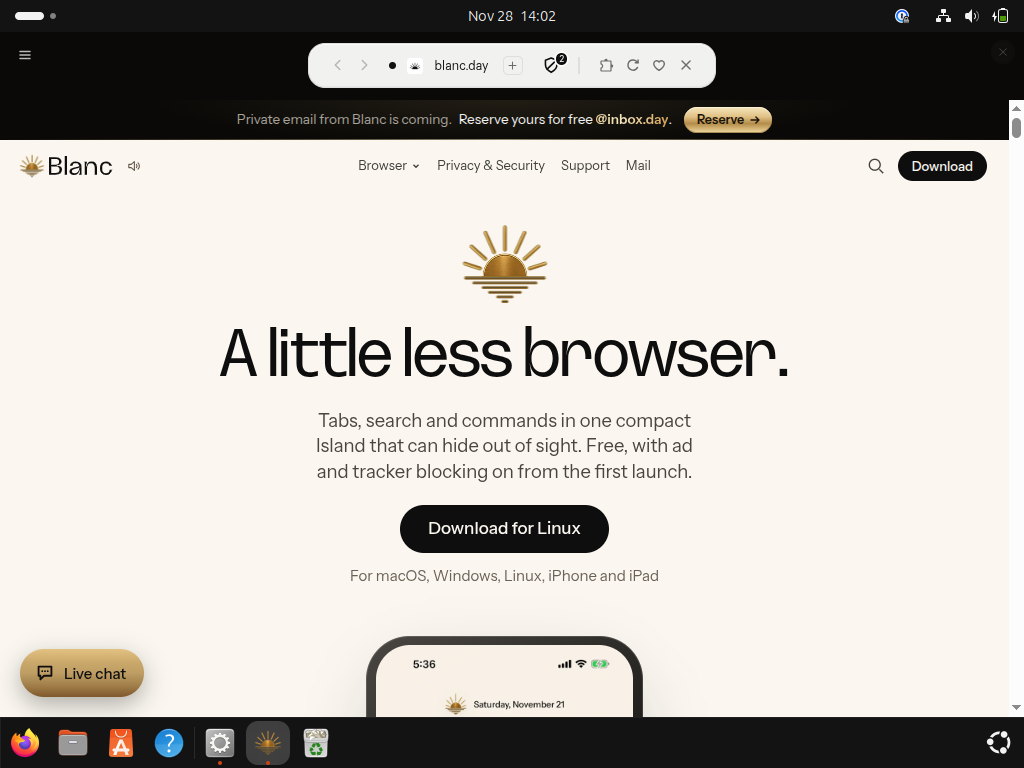 Nov 28 14:02
blanc.day
2
Private email from Blanc is coming. Reserve yours for free @inbox.day.
Reserve →
Blanc
Browser
Privacy & Security
Support
Mail
Download
A little less browser.
Tabs, search and commands in one compact
Island that can hide out of sight. Free, with ad
and tracker blocking on from the first launch.
Download for Linux
For macOS, Windows, Linux, iPhone and iPad
5:36
Saturday, November 21
Live chat